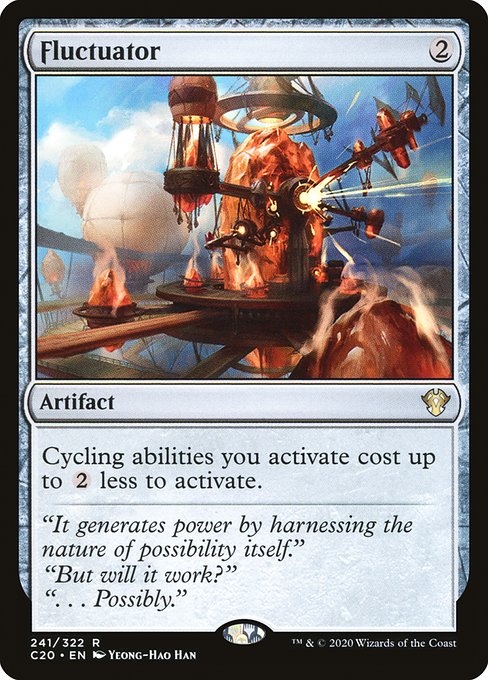 Fluctuator 2
Artifact
Cycling abilities you activate cost up
to 2 less to activate.
“It generates power by harnessing the
nature of possibility itself.”
“But will it work?”
“. . . Possibly.”
241/322 R
C20 • EN Yeong-Hao Han
™ & © 2020 Wizards of the Coast